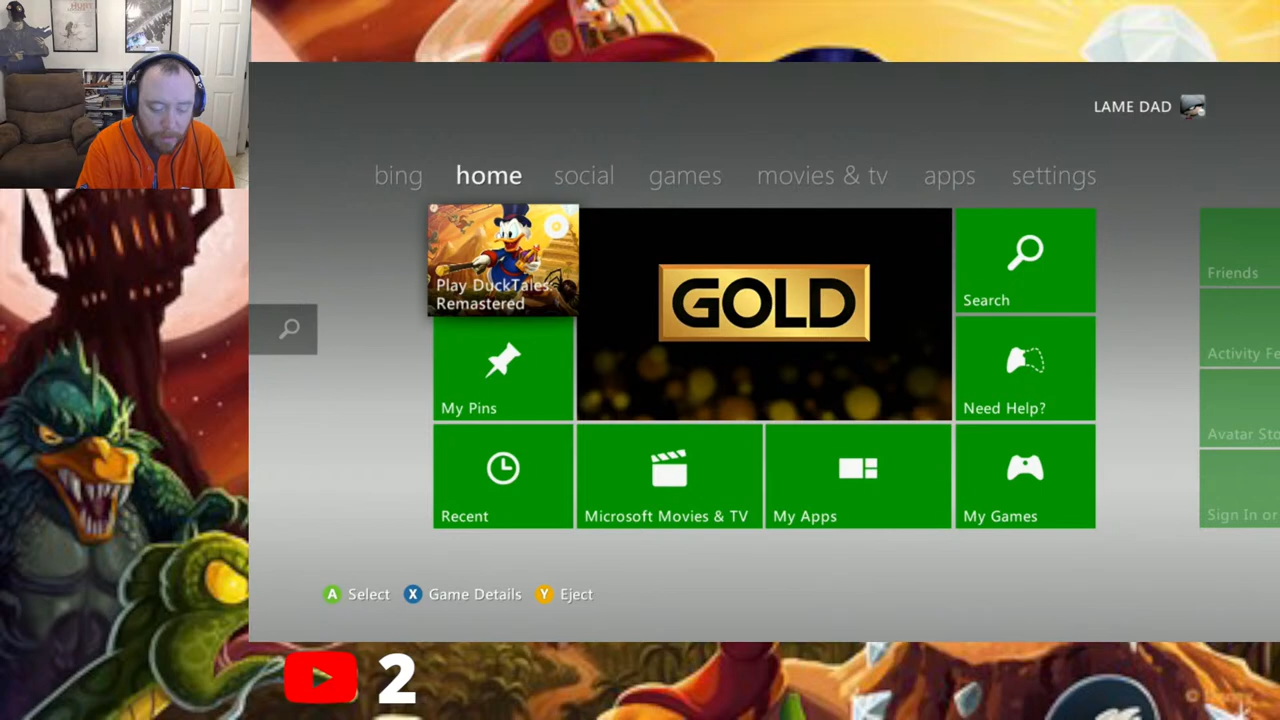 LAME DAD
bing home social games movies & tv apps settings
Play DuckTales:
Remastered
GOLD
Search
Friends
My Pins
Need Help?
Activity Fe
Avatar Sto
Recent
Microsoft Movies & TV
My Apps
My Games
Sign In or
A Select X Game Details Y Eject
2